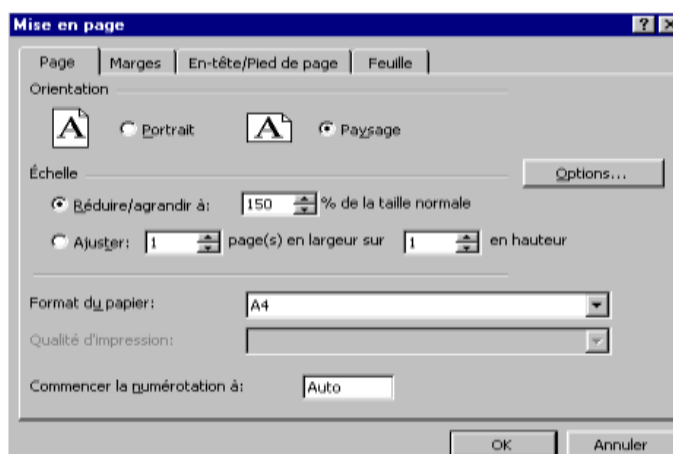 Mise en page
Page Marges En-tête/Pied de page Feuille
Orientation
A Portrait A Paysage
Échelle
Options...
Réduire/agrandir à: 150 % de la taille normale
Ajuster: 1 page(s) en largeur sur 1 en hauteur
Format du papier: A4
Qualité d'impression:
Commencer la numérotation à: Auto
OK Annuler